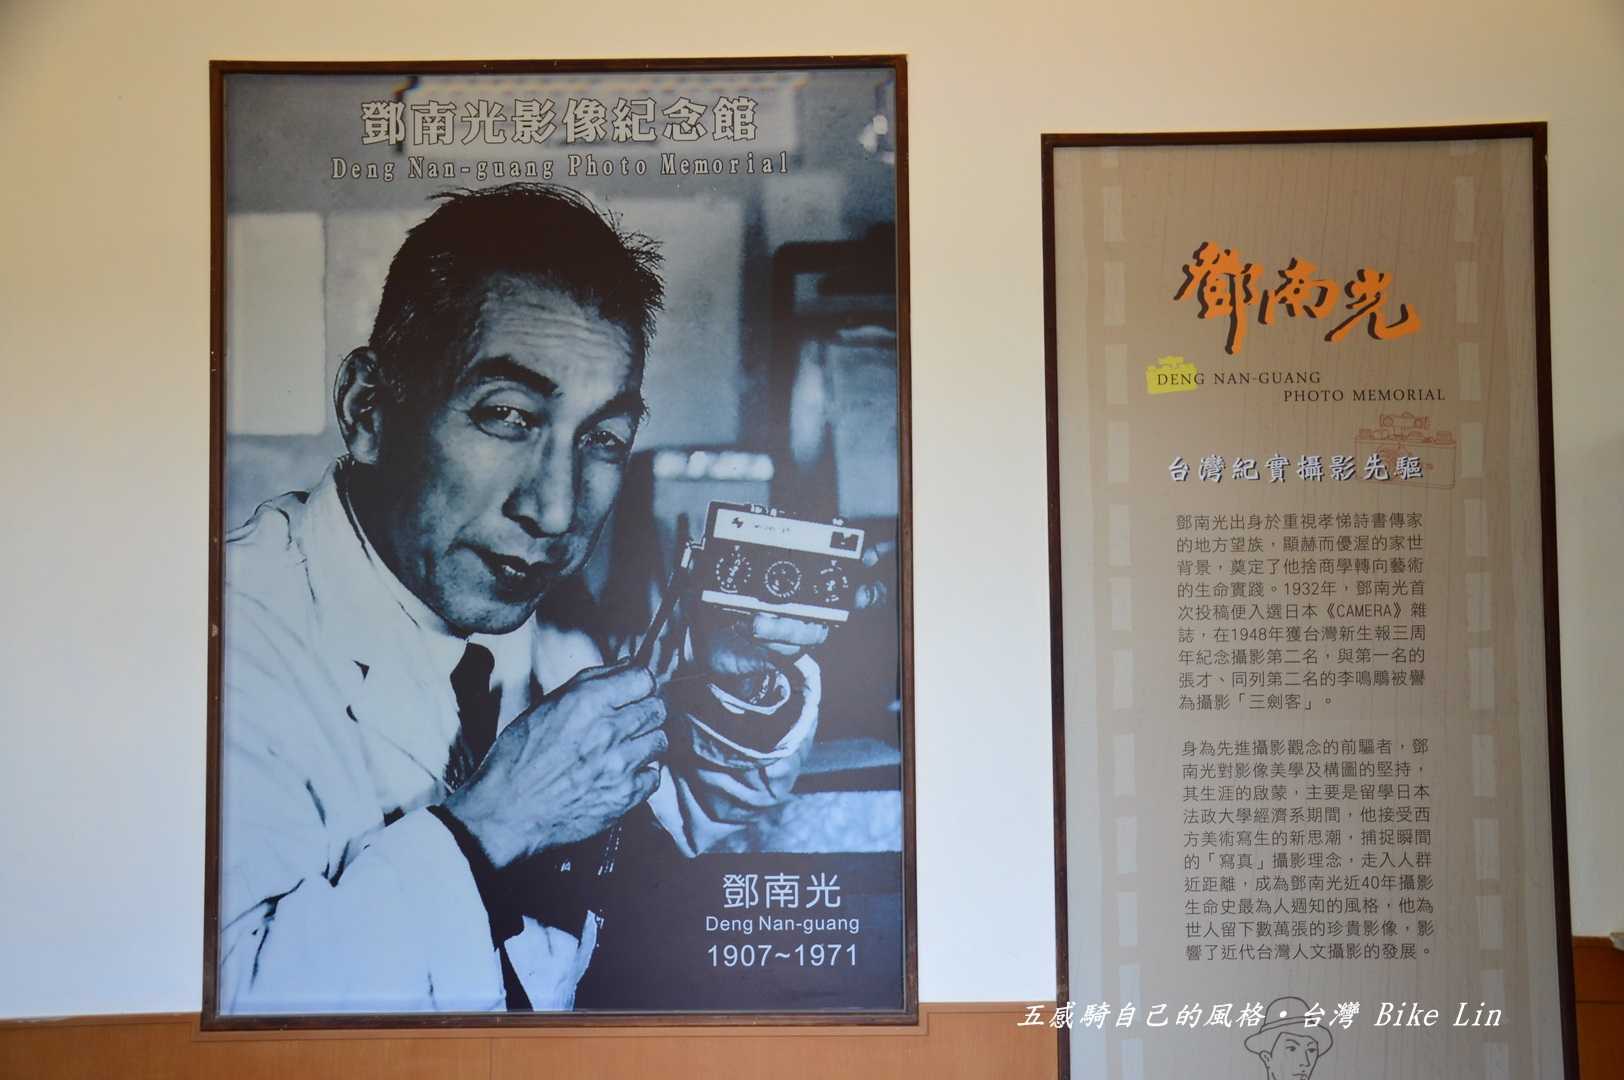 鄧南光影像紀念館
Deng Nan-guang Photo Memorial
鄧南光
Deng Nan-guang
1907~1971
鄧南光
DENG NAN-GUANG
PHOTO MEMORIAL
台灣紀實攝影先驅
鄧南光出身於重視孝悌詩書傳家
的地方望族，顯赫而優渥的家世
背景，奠定了他捨商學轉向藝術
的生命實踐。1932年，鄧南光首
次投稿便入選日本《CAMERA》雜
誌，在1948年獲台灣新生報三周
年紀念攝影第二名，與第一名的
張才、同列第二名的李鳴鵰被譽
為攝影「三劍客」。
身為先進攝影觀念的前驅者，鄧
南光對影像美學及構圖的堅持，
其生涯的啟蒙，主要是留學日本
法政大學經濟系期間，他接受西
方美術寫生的新思潮，捕捉瞬間
的「寫真」攝影理念，走入人群
近距離，成為鄧南光近40年攝影
生命史最為人週知的風格，他為
世人留下數萬張的珍貴影像，影
響了近代台灣人文攝影的發展。
五感騎自己的風格·台灣 Bike Lin